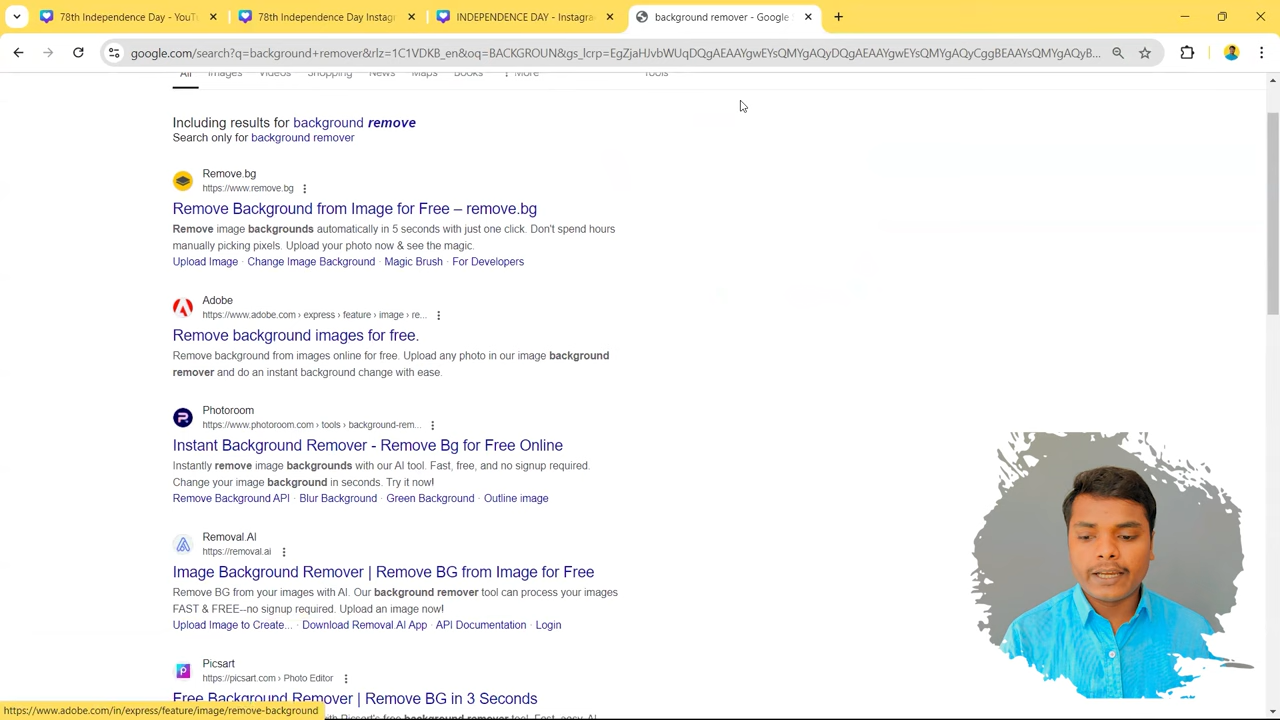 78th Independence Day - YouT
78th Independence Day Instag
INDEPENDENCE DAY - Instagra
background remover - Google
google.com/search?q=background+remover&rlz=1C1VDKB_en&oq=BACKGROUN&gs_lcrp=EgZjaHJvbWUqDQgAEAAYgwEYsQMYgAQyDQgAEAAYgwEYsQMYgAQyCggBEAAYsQMYgAQyB...
All Images Videos Shopping News Maps Books More Tools
Including results for background remove
Search only for background remover
Remove.bg
https://www.remove.bg
Remove Background from Image for Free – remove.bg
Remove image backgrounds automatically in 5 seconds with just one click. Don't spend hours
manually picking pixels. Upload your photo now & see the magic.
Upload Image · Change Image Background · Magic Brush · For Developers
Adobe
https://www.adobe.com › express › feature › image › re...
Remove background images for free.
Remove background from images online for free. Upload any photo in our image background
remover and do an instant background change with ease.
Photoroom
https://www.photoroom.com › tools › background-rem...
Instant Background Remover - Remove Bg for Free Online
Instantly remove image backgrounds with our AI tool. Fast, free, and no signup required.
Change your image background in seconds. Try it now!
Remove Background API · Blur Background · Green Background · Outline image
Removal.AI
https://removal.ai
Image Background Remover | Remove BG from Image for Free
Remove BG from your images with AI. Our background remover tool can process your images
FAST & FREE--no signup required. Upload an image now!
Upload Image to Create... · Download Removal.AI App · API Documentation · Login
Picsart
https://picsart.com › Photo Editor
Free Background Remover | Remove BG in 3 Seconds
https://www.adobe.com/in/express/feature/image/remove-background
th Picsart's free background remover tool. Fast, easy, AI